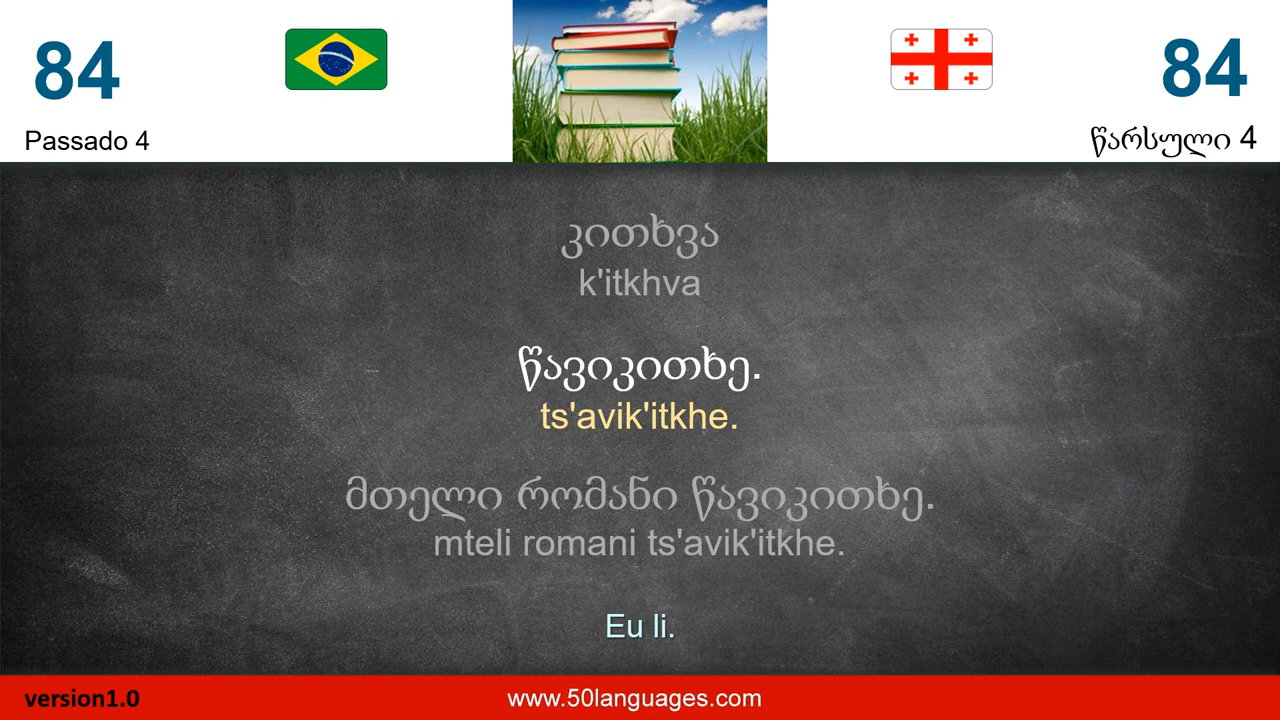 84
84
Passado 4
წარსული 4
კითხვა
k'itkhva
წავიკითხე.
ts'avik'itkhe.
მთელი რომანი წავიკითხე.
mteli romani ts'avik'itkhe.
Eu li.
version1.0
www.50languages.com